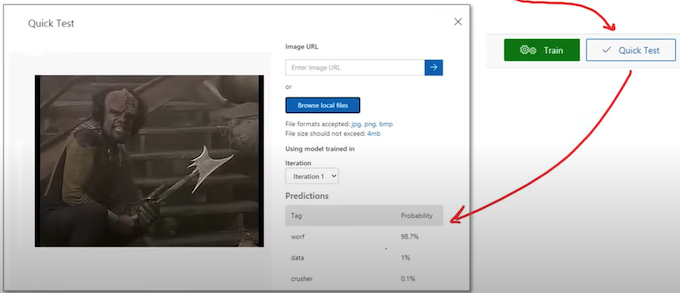 Quick Test
Image URL
Enter Image URL
or
Browse local files
File formats accepted: jpg, png, bmp
File size should not exceed: 4mb
Using model trained in
Iteration
Iteration 1
Predictions
Tag Probability
worf 98.7%
data 1%
crusher 0.1%
Train
Quick Test